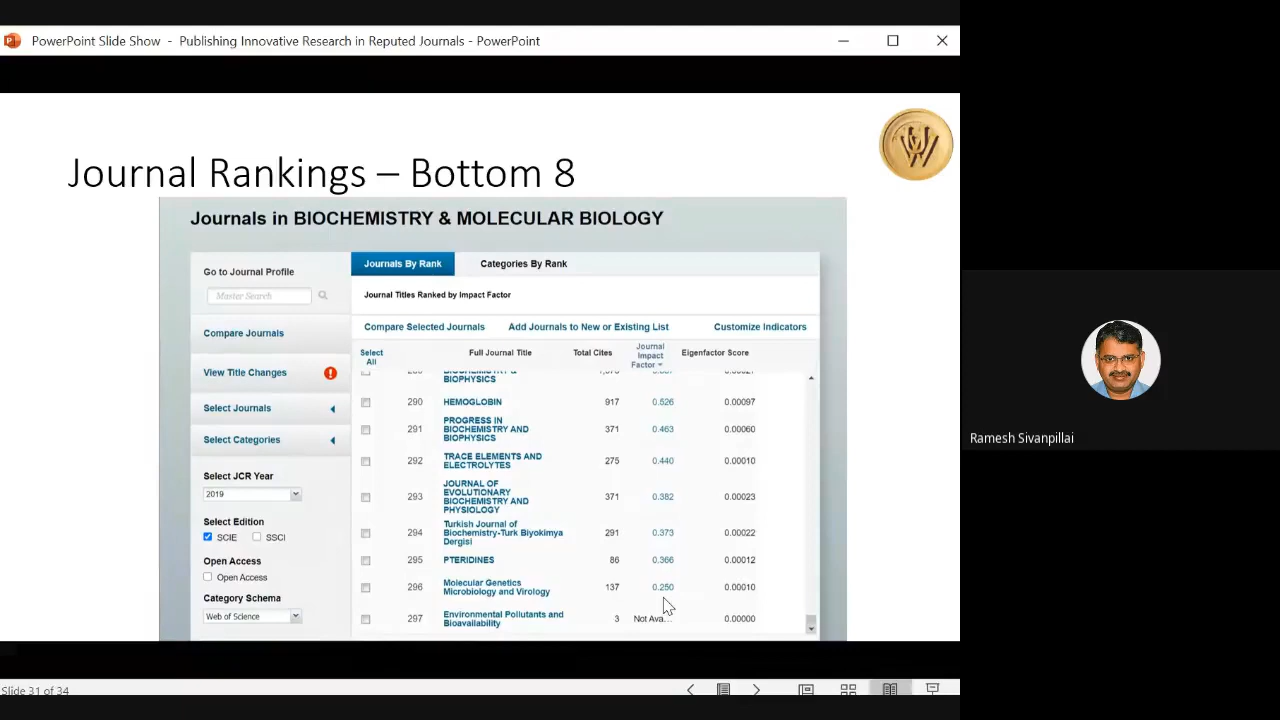 PowerPoint Slide Show - Publishing Innovative Research in Reputed Journals - PowerPoint
Journal Rankings – Bottom 8
Journals in BIOCHEMISTRY & MOLECULAR BIOLOGY
Go to Journal Profile
Master Search
Compare Journals
View Title Changes
Select Journals
Select Categories
Select JCR Year
2019
Select Edition
SCIE
SSCI
Open Access
Open Access
Category Schema
Web of Science
Journals By Rank
Categories By Rank
Journal Titles Ranked by Impact Factor
Compare Selected Journals
Add Journals to New or Existing List
Customize Indicators
Select
All
Full Journal Title
Total Cites
Journal
Impact
Factor
Eigenfactor Score
BIOPHYSICS
290 HEMOGLOBIN 917 0.526 0.00097
PROGRESS IN
291 BIOCHEMISTRY AND 371 0.463 0.00060
BIOPHYSICS
292 TRACE ELEMENTS AND 275 0.440 0.00010
ELECTROLYTES
JOURNAL OF
EVOLUTIONARY
293 BIOCHEMISTRY AND 371 0.382 0.00023
PHYSIOLOGY
Turkish Journal of
294 Biochemistry-Turk Biyokimya 291 0.373 0.00022
Dergisi
295 PTERIDINES 86 0.366 0.00012
296 Molecular Genetics 137 0.250 0.00010
Microbiology and Virology
297 Environmental Pollutants and 3 Not Ava... 0.00000
Bioavailability
Slide 31 of 34
Ramesh Sivanpillai